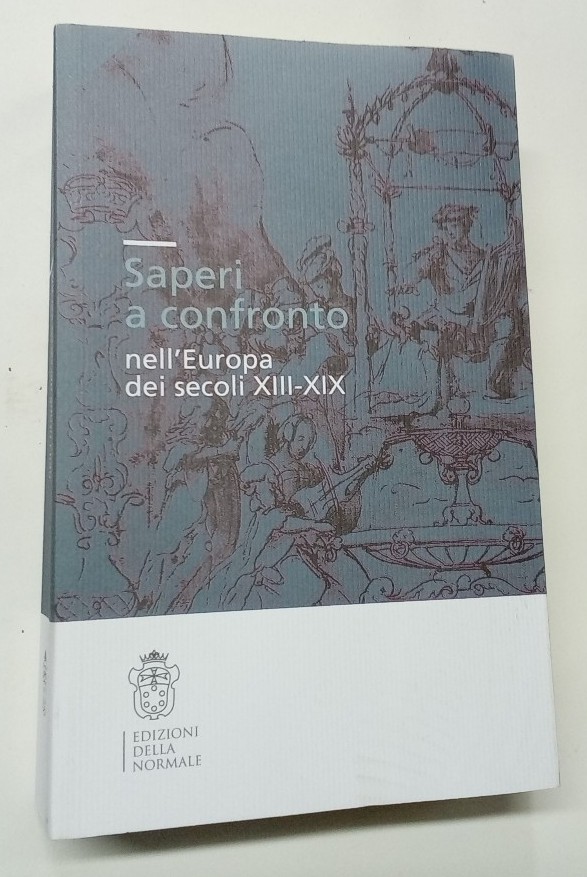 Saperi
a confronto
nell'Europa
dei secoli XIII-XIX
EDIZIONI
DELLA
NORMALE